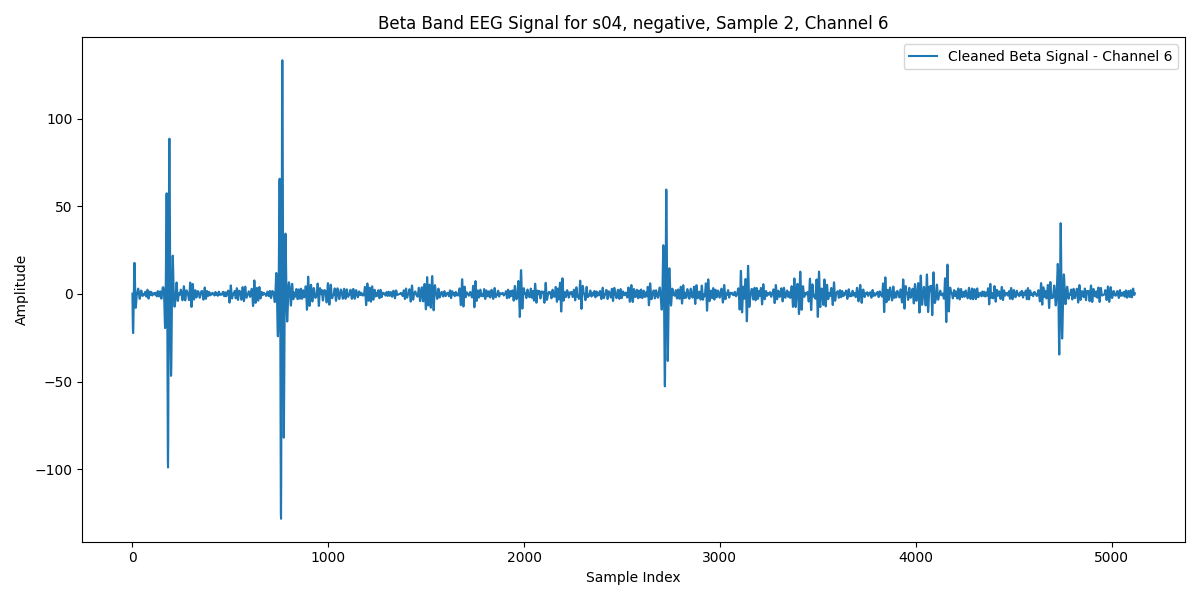 Beta Band EEG Signal for s04, negative, Sample 2, Channel 6
Cleaned Beta Signal - Channel 6
Amplitude
100
50
0
−50
−100
0 1000 2000 3000 4000 5000
Sample Index